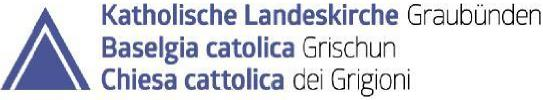 Katholische Landeskirche Graubünden
Baselgia catolica Grischun
Chiesa cattolica dei Grigioni